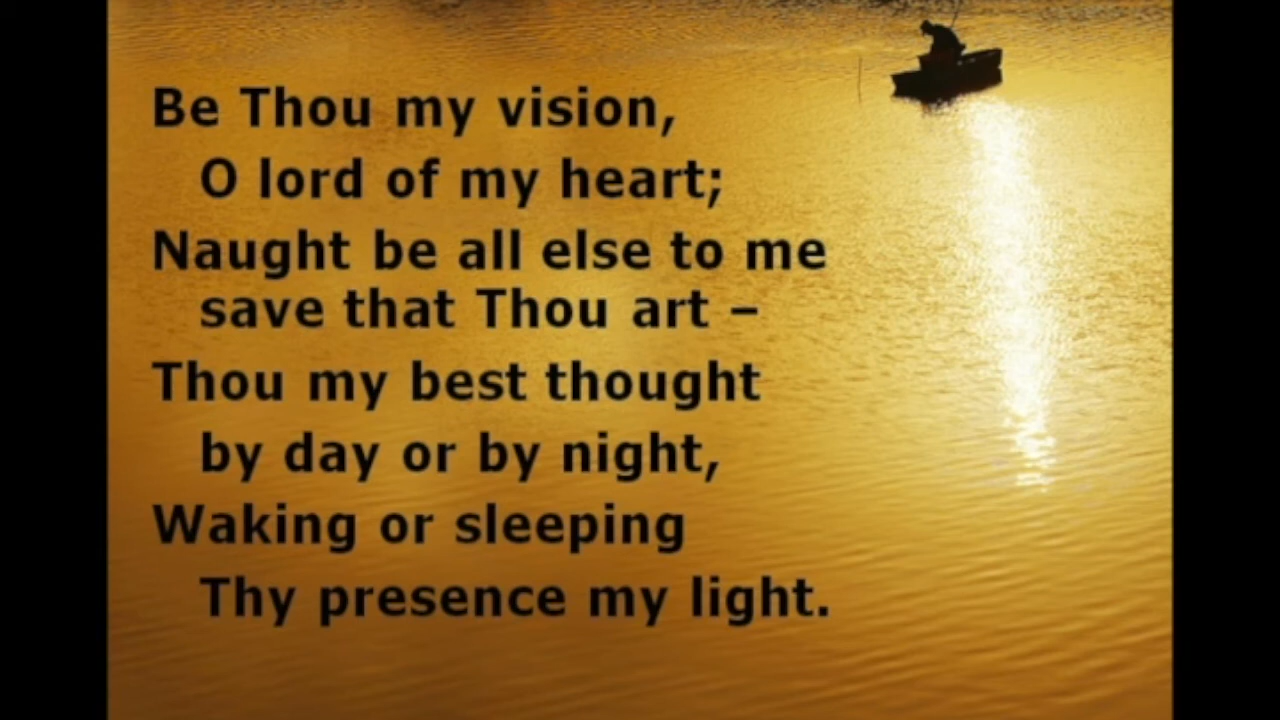 Be Thou my vision,
O lord of my heart;
Naught be all else to me
save that Thou art –
Thou my best thought
by day or by night,
Waking or sleeping
Thy presence my light.